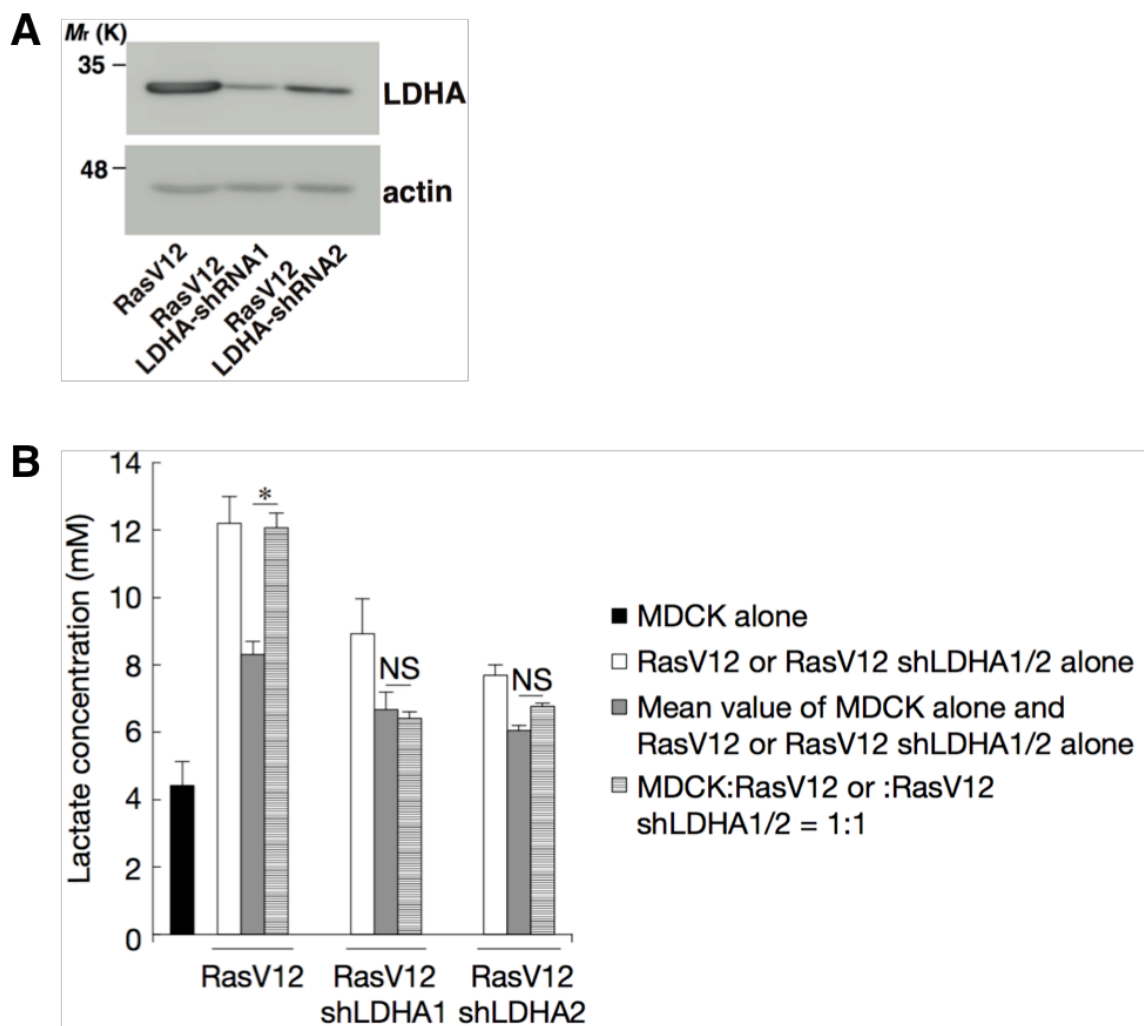 A
Mr (K)
35
LDHA
48
actin
RasV12
RasV12
LDHA-shRNA1
RasV12
LDHA-shRNA2
B
Lactate concentration (mM)
14
12
10
8
6
4
2
0
*
NS
NS
RasV12
RasV12
shLDHA1
RasV12
shLDHA2
MDCK alone
RasV12 or RasV12 shLDHA1/2 alone
Mean value of MDCK alone and
RasV12 or RasV12 shLDHA1/2 alone
MDCK:RasV12 or :RasV12
shLDHA1/2 = 1:1